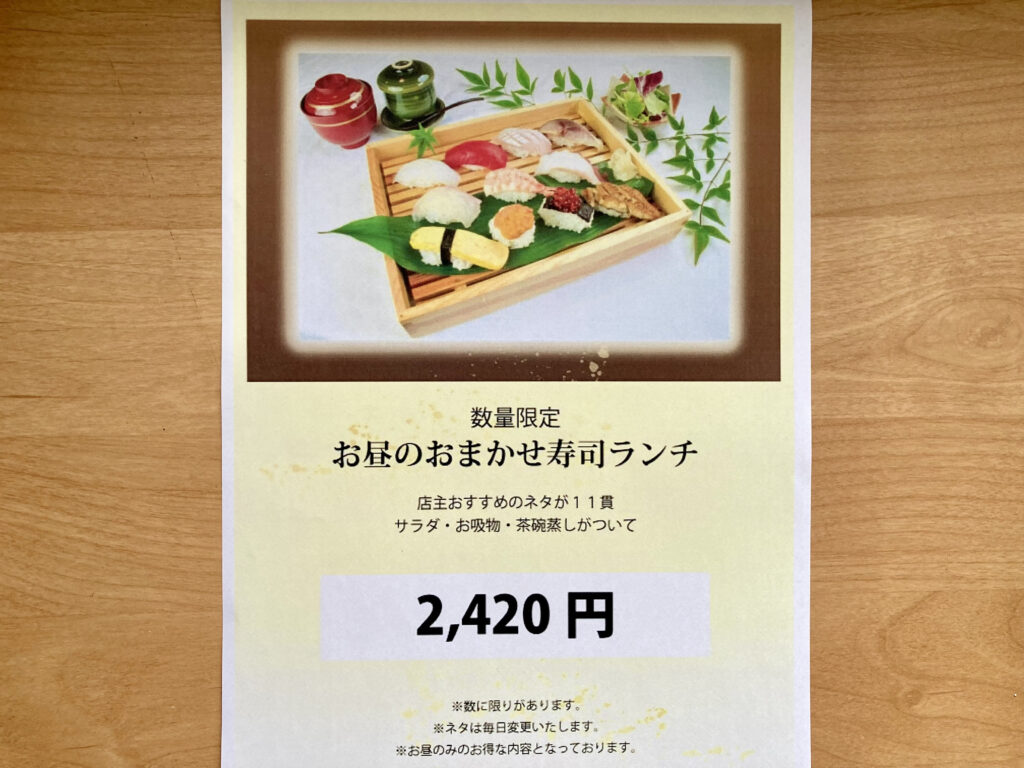 数量限定
お昼のおまかせ寿司ランチ
店主おすすめのネタが１１貫
サラダ・お吸物・茶碗蒸しがついて
2,420 円
※数に限りがあります。
※ネタは毎日変更いたします。
※お昼のみのお得な内容となっております。